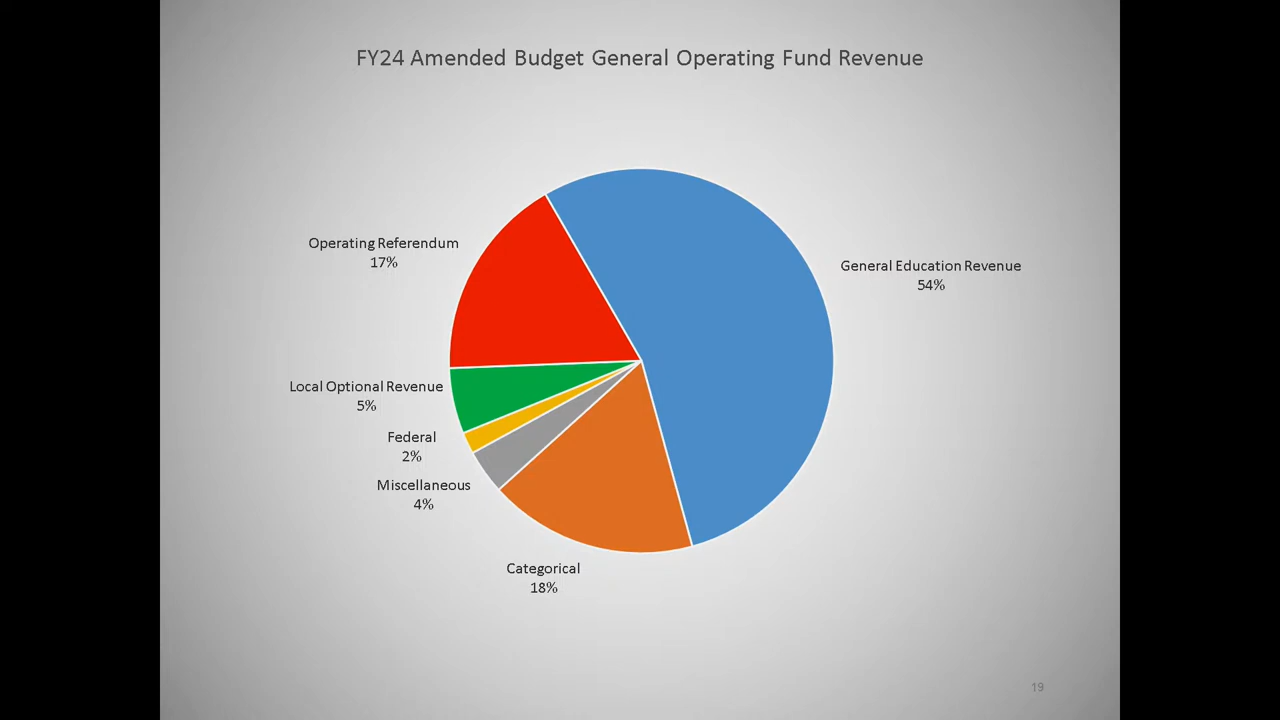 FY24 Amended Budget General Operating Fund Revenue
Operating Referendum
17%
General Education Revenue
54%
Local Optional Revenue
5%
Federal
2%
Miscellaneous
4%
Categorical
18%
19